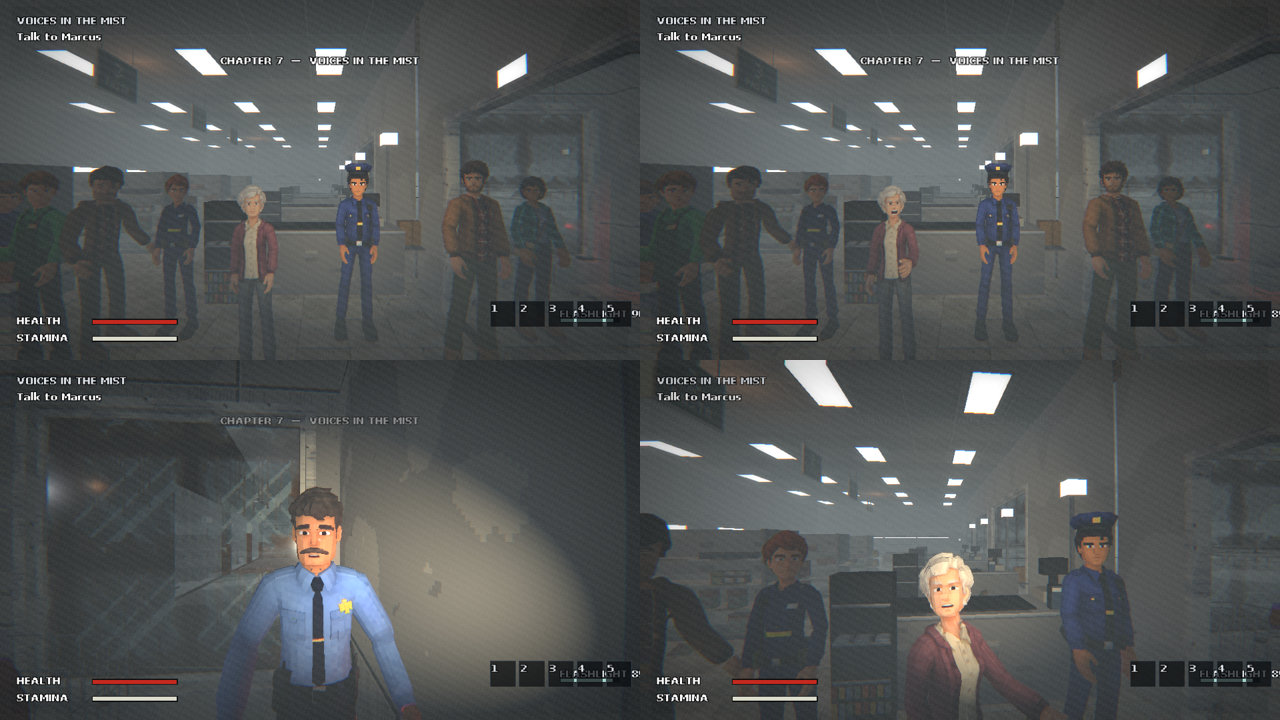 VOICES IN THE MIST
Talk to Marcus
CHAPTER 7 — VOICES IN THE MIST
HEALTH
STAMINA
1 2 3 4 5
FLASHLIGHT
VOICES IN THE MIST
Talk to Marcus
CHAPTER 7 — VOICES IN THE MIST
HEALTH
STAMINA
1 2 3 4 5
FLASHLIGHT
VOICES IN THE MIST
Talk to Marcus
CHAPTER 7 — VOICES IN THE MIST
HEALTH
STAMINA
1 2 3 4 5
FLASHLIGHT
VOICES IN THE MIST
Talk to Marcus
HEALTH
STAMINA
1 2 3 4 5
FLASHLIGHT